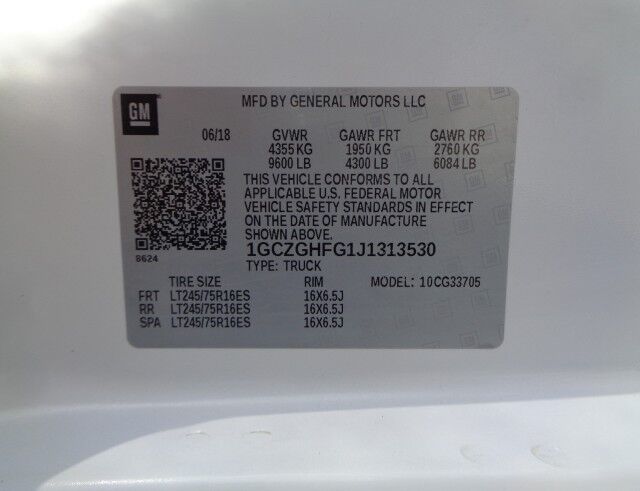 GM
MFD BY GENERAL MOTORS LLC
06/18 GVWR GAWR FRT GAWR RR
4355 KG 1950 KG 2760 KG
9600 LB 4300 LB 6084 LB
THIS VEHICLE CONFORMS TO ALL
APPLICABLE U.S. FEDERAL MOTOR
VEHICLE SAFETY STANDARDS IN EFFECT
ON THE DATE OF MANUFACTURE
SHOWN ABOVE.
8624
1GCZGHFG1J1313530
TYPE: TRUCK
TIRE SIZE RIM MODEL: 10CG33705
FRT LT245/75R16ES 16X6.5J
RR LT245/75R16ES 16X6.5J
SPA LT245/75R16ES 16X6.5J